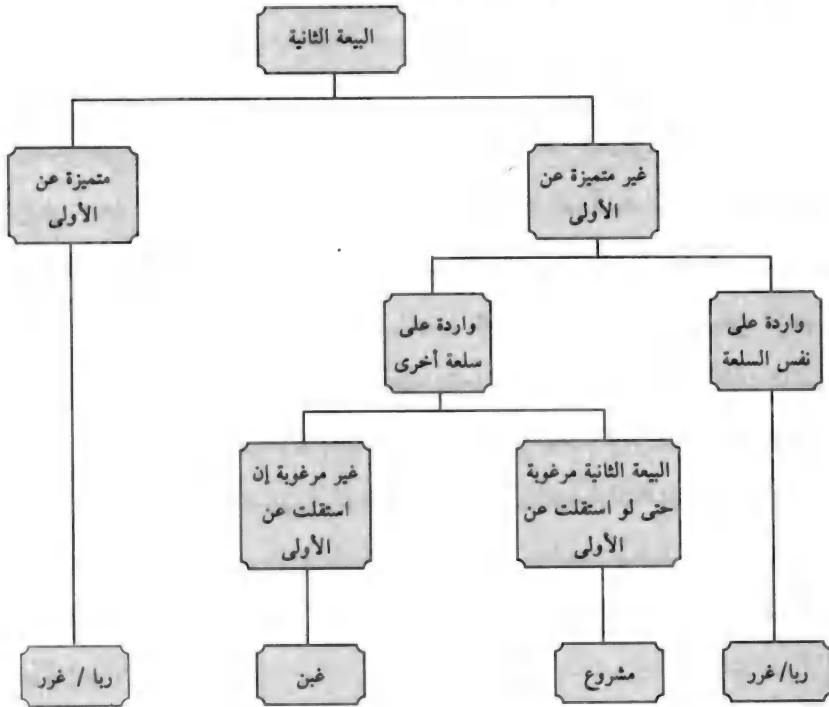 البيعة الثانية
غير متميزة عن
الأولى
متميزة عن
الأولى
واردة على
نفس السلعة
واردة على
سلعة أخرى
البيعة الثانية مرغوبة
حتى لو استقلت عن
الأولى
غير مرغوبة إن
استقلت عن
الأولى
ربا/غرر
مشروع
غبن
ربا / غرر